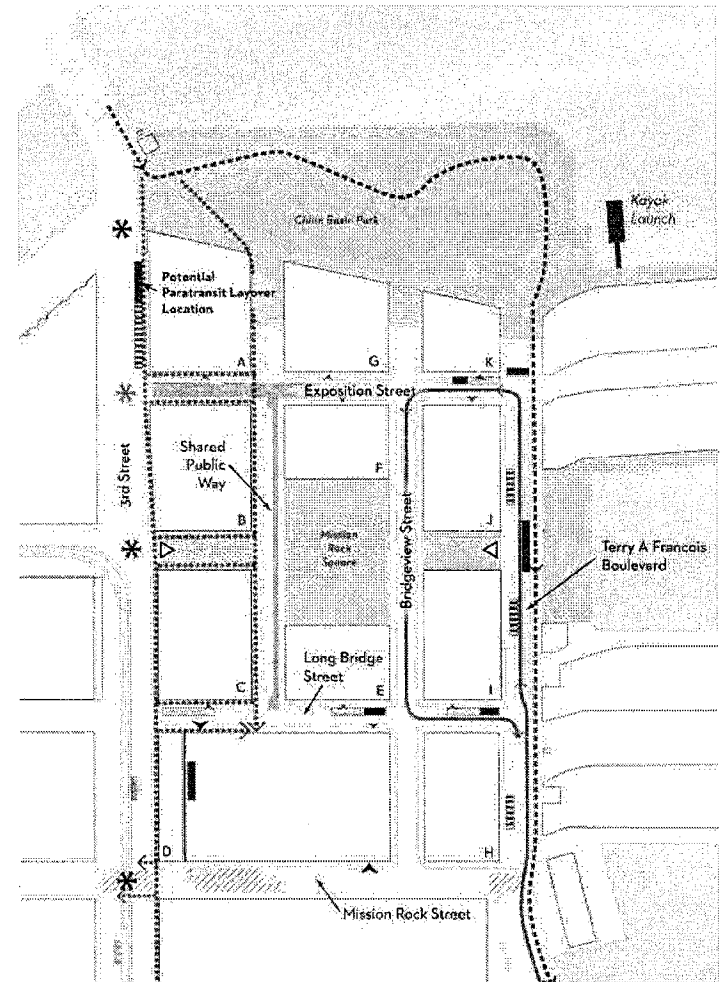 China Basin Park
Kayak
Launch
Potential
Paratransit Layover
Location
A
G
K
Exposition Street
3rd Street
Shared
Public
Way
B
F
J
Bridgeview Street
Mission
Rock
Square
Terry A Francois
Boulevard
Long Bridge
Street
C
E
I
D
H
Mission Rock Street